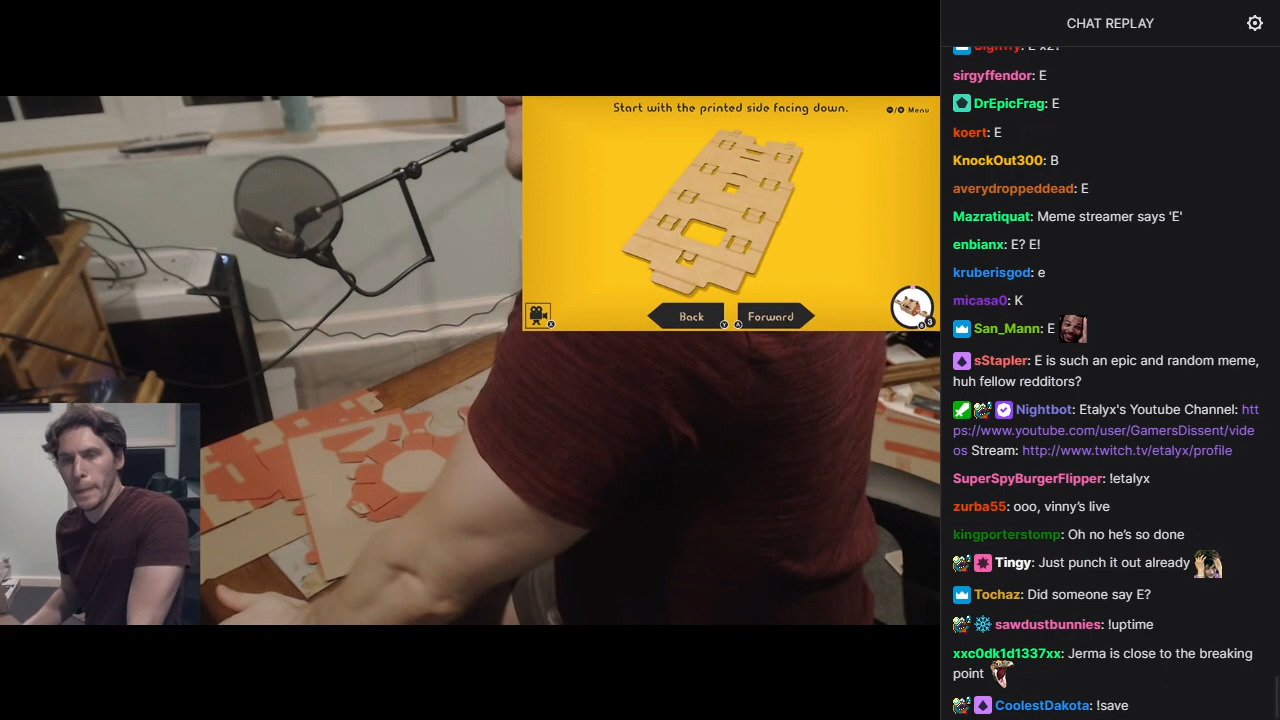 Start with the printed side facing down.
Menu
Back
Forward
CHAT REPLAY
E x2?
sirgyffendor: E
DrEpicFrag: E
koert: E
KnockOut300: B
averydroppeddead: E
Mazratiquat: Meme streamer says 'E'
enbianx: E? E!
kruberisgod: e
micasa0: K
San_Mann: E
sStapler: E is such an epic and random meme,
huh fellow redditors?
Nightbot: Etalyx's Youtube Channel: htt
ps://www.youtube.com/user/GamersDissent/vide
os Stream: http://www.twitch.tv/etalyx/profile
SuperSpyBurgerFlipper: !etalyx
zurba55: ooo, vinny's live
kingporterstomp: Oh no he's so done
Tingy: Just punch it out already
Tochaz: Did someone say E?
sawdustbunnies: !uptime
xxc0dk1d1337xx: Jerma is close to the breaking
point
CoolestDakota: !save